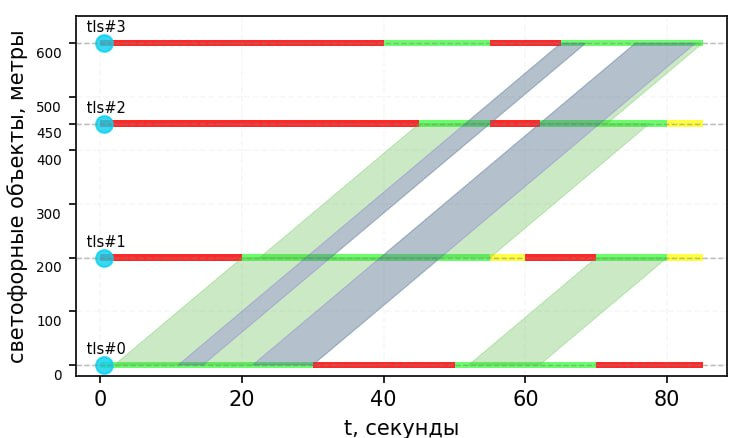 светофорные объекты, метры
tls#3
600
500
tls#2
450
400
300
tls#1
200
100
tls#0
0
0 20 40 60 80
t, секунды